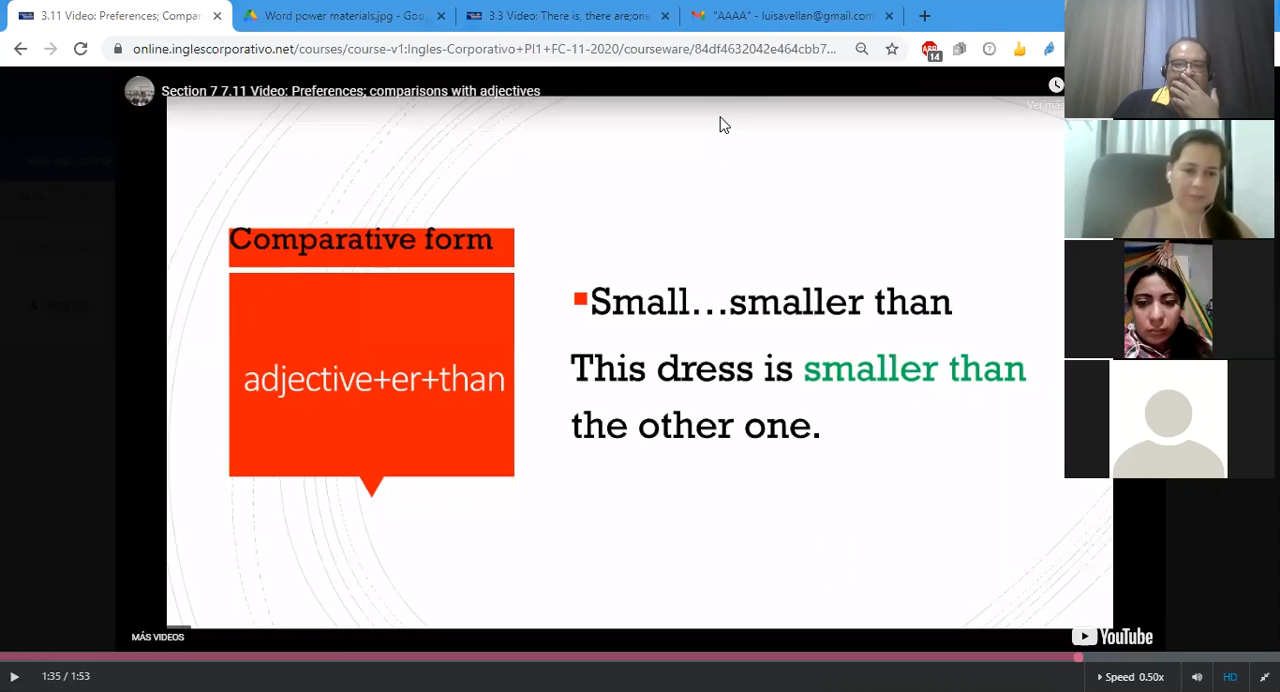 3.11 Video: Preferences; Compar
Word power materials.jpg - Goo
3.3 Video: There is, there are;one
"AAAA" - luisavellan@gmail.com
online.inglescorporativo.net/courses/course-v1:Ingles-Corporativo+PI1+FC-11-2020/courseware/84df4632042e464cbb7...
14
Section 7 7.11 Video: Preferences; comparisons with adjectives
Ver más
Comparative form
adjective+er+than
Small...smaller than
This dress is smaller than
the other one.
MÁS VIDEOS
YouTube
1:35 / 1:53
Speed 0.50x
HD